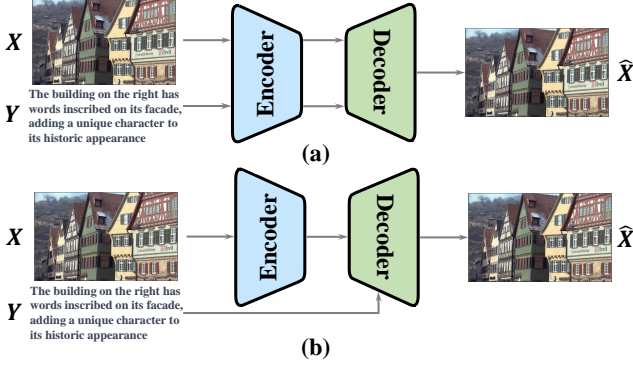 X
The building on the right has
words inscribed on its facade,
adding a unique character to
its historic appearance
Y
Encoder
Decoder
X̂
(a)
X
The building on the right has
words inscribed on its facade,
adding a unique character to
its historic appearance
Y
Encoder
Decoder
X̂
(b)